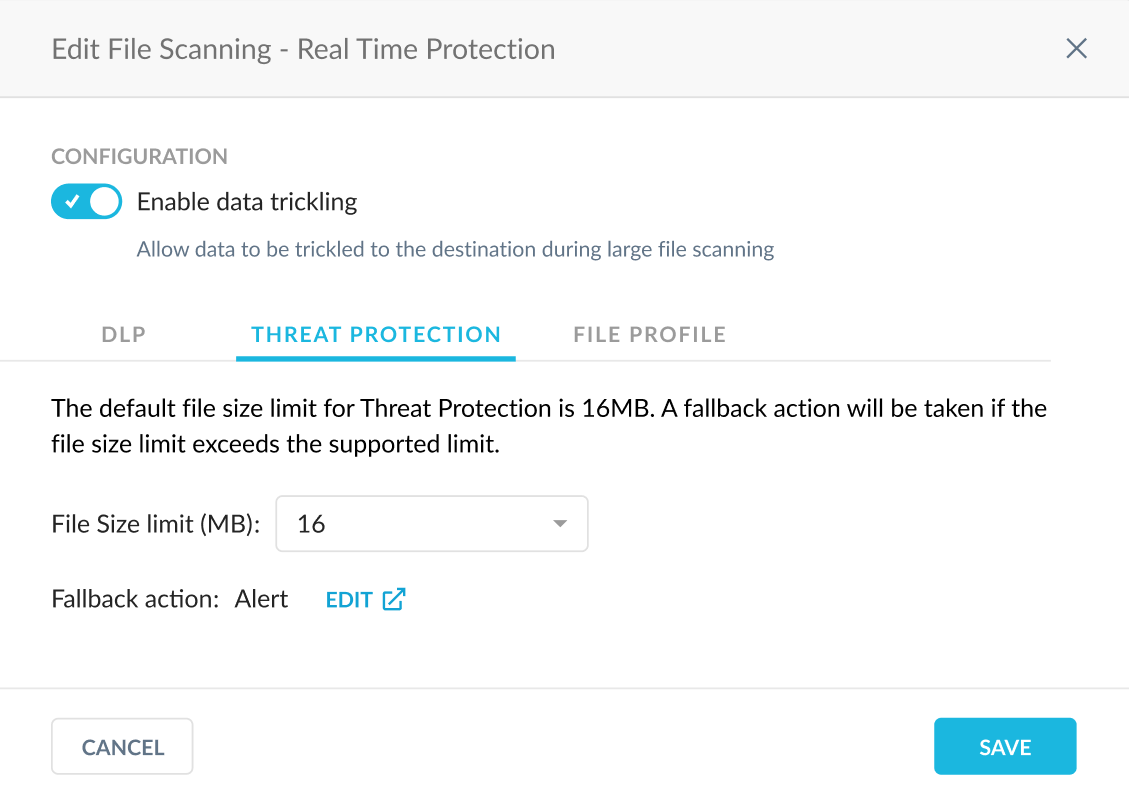 Edit File Scanning - Real Time Protection
CONFIGURATION
Enable data trickling
Allow data to be trickled to the destination during large file scanning
DLP THREAT PROTECTION FILE PROFILE
The default file size limit for Threat Protection is 16MB. A fallback action will be taken if the
file size limit exceeds the supported limit.
File Size limit (MB): 16
Fallback action: Alert EDIT
CANCEL SAVE